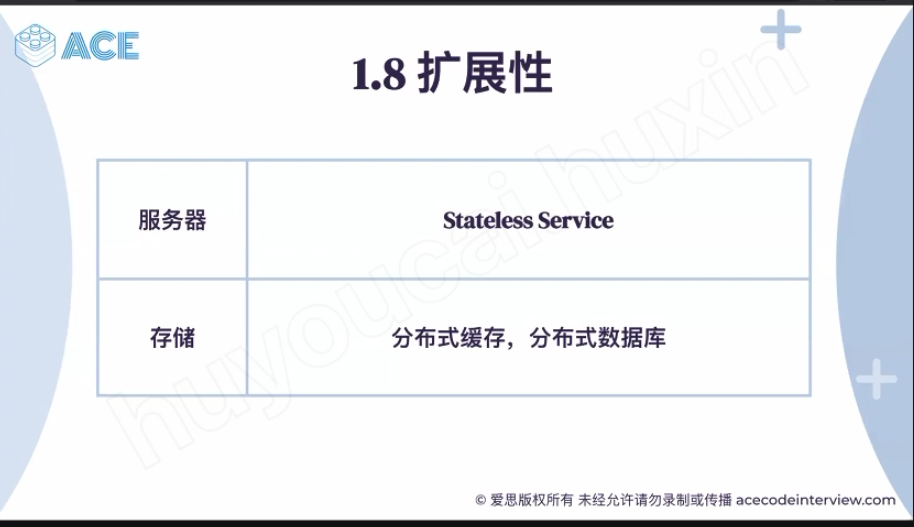 ACE
1.8 扩展性
服务器
Stateless Service
存储
分布式缓存，分布式数据库
huyoucai huxin
© 爱思版权所有 未经允许请勿录制或传播 acecodeinterview.com